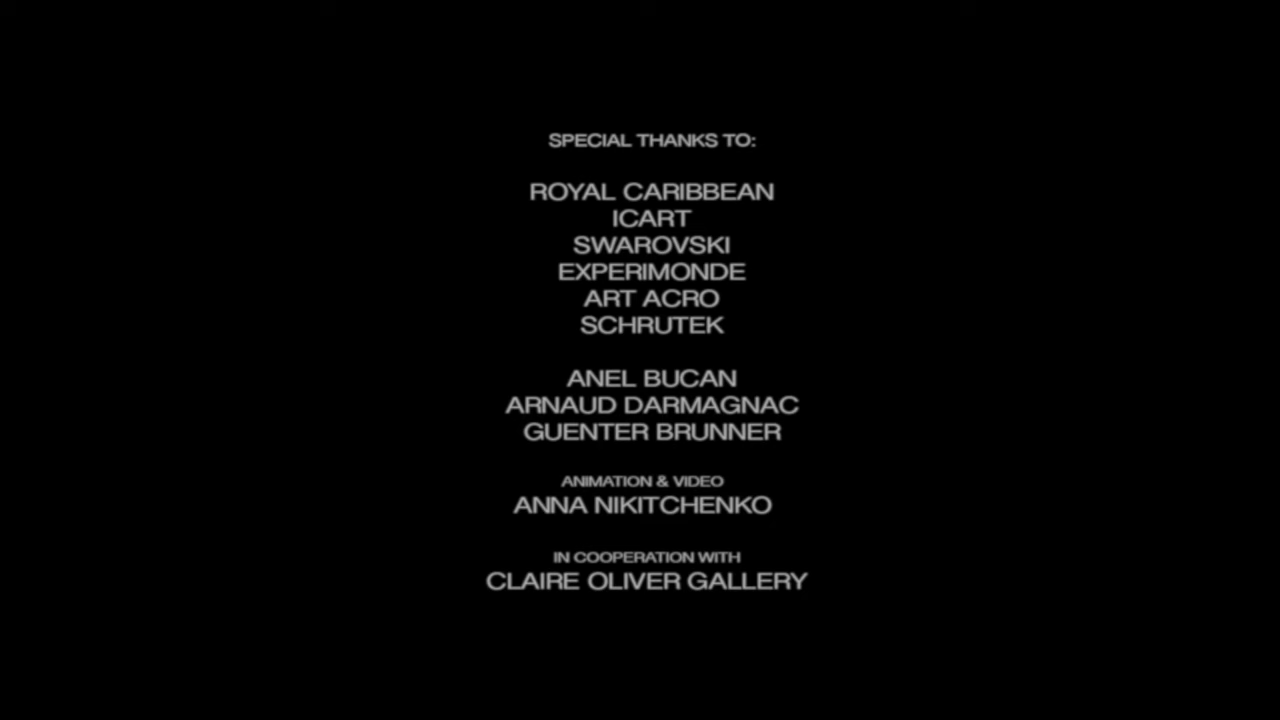 SPECIAL THANKS TO:
ROYAL CARIBBEAN
ICART
SWAROVSKI
EXPERIMONDE
ART ACRO
SCHRUTEK
ANEL BUCAN
ARNAUD DARMAGNAC
GUENTER BRUNNER
ANIMATION & VIDEO
ANNA NIKITCHENKO
IN COOPERATION WITH
CLAIRE OLIVER GALLERY